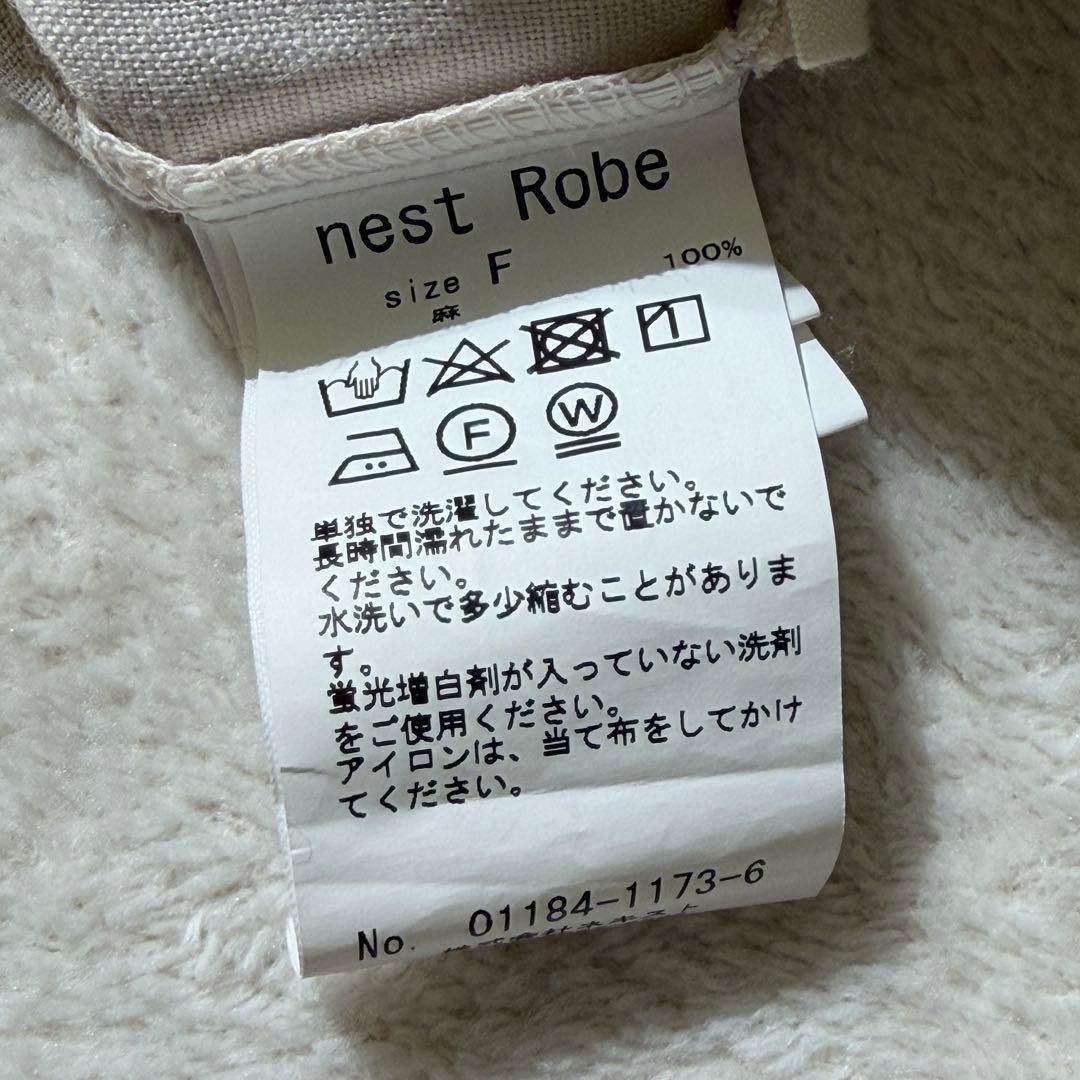 nest Robe
size F
麻 100%
F W
単独で洗濯してください。
長時間濡れたままで置かないで
ください。
水洗いで多少縮むことがありま
す。
蛍光増白剤が入っていない洗剤
をご使用ください。
アイロンは、当て布をしてかけ
てください。
No. 01184-1173-6